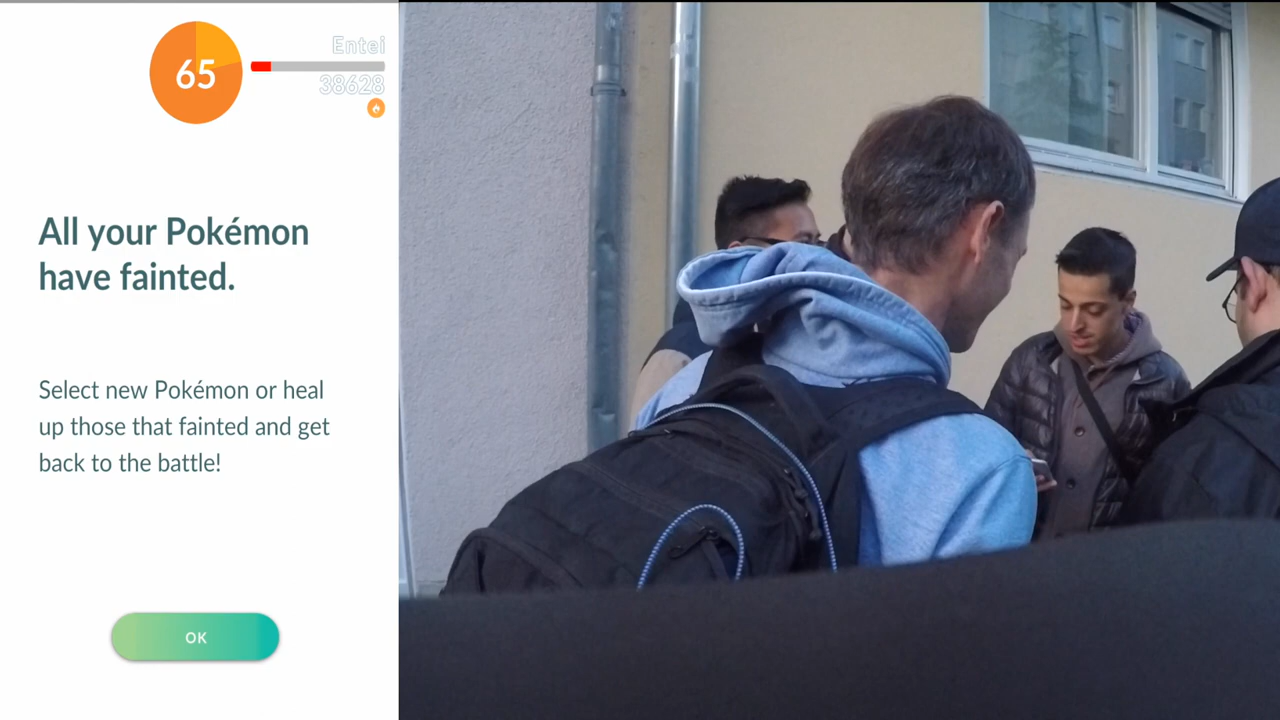 65
Entei
38628
All your Pokémon
have fainted.
Select new Pokémon or heal
up those that fainted and get
back to the battle!
OK